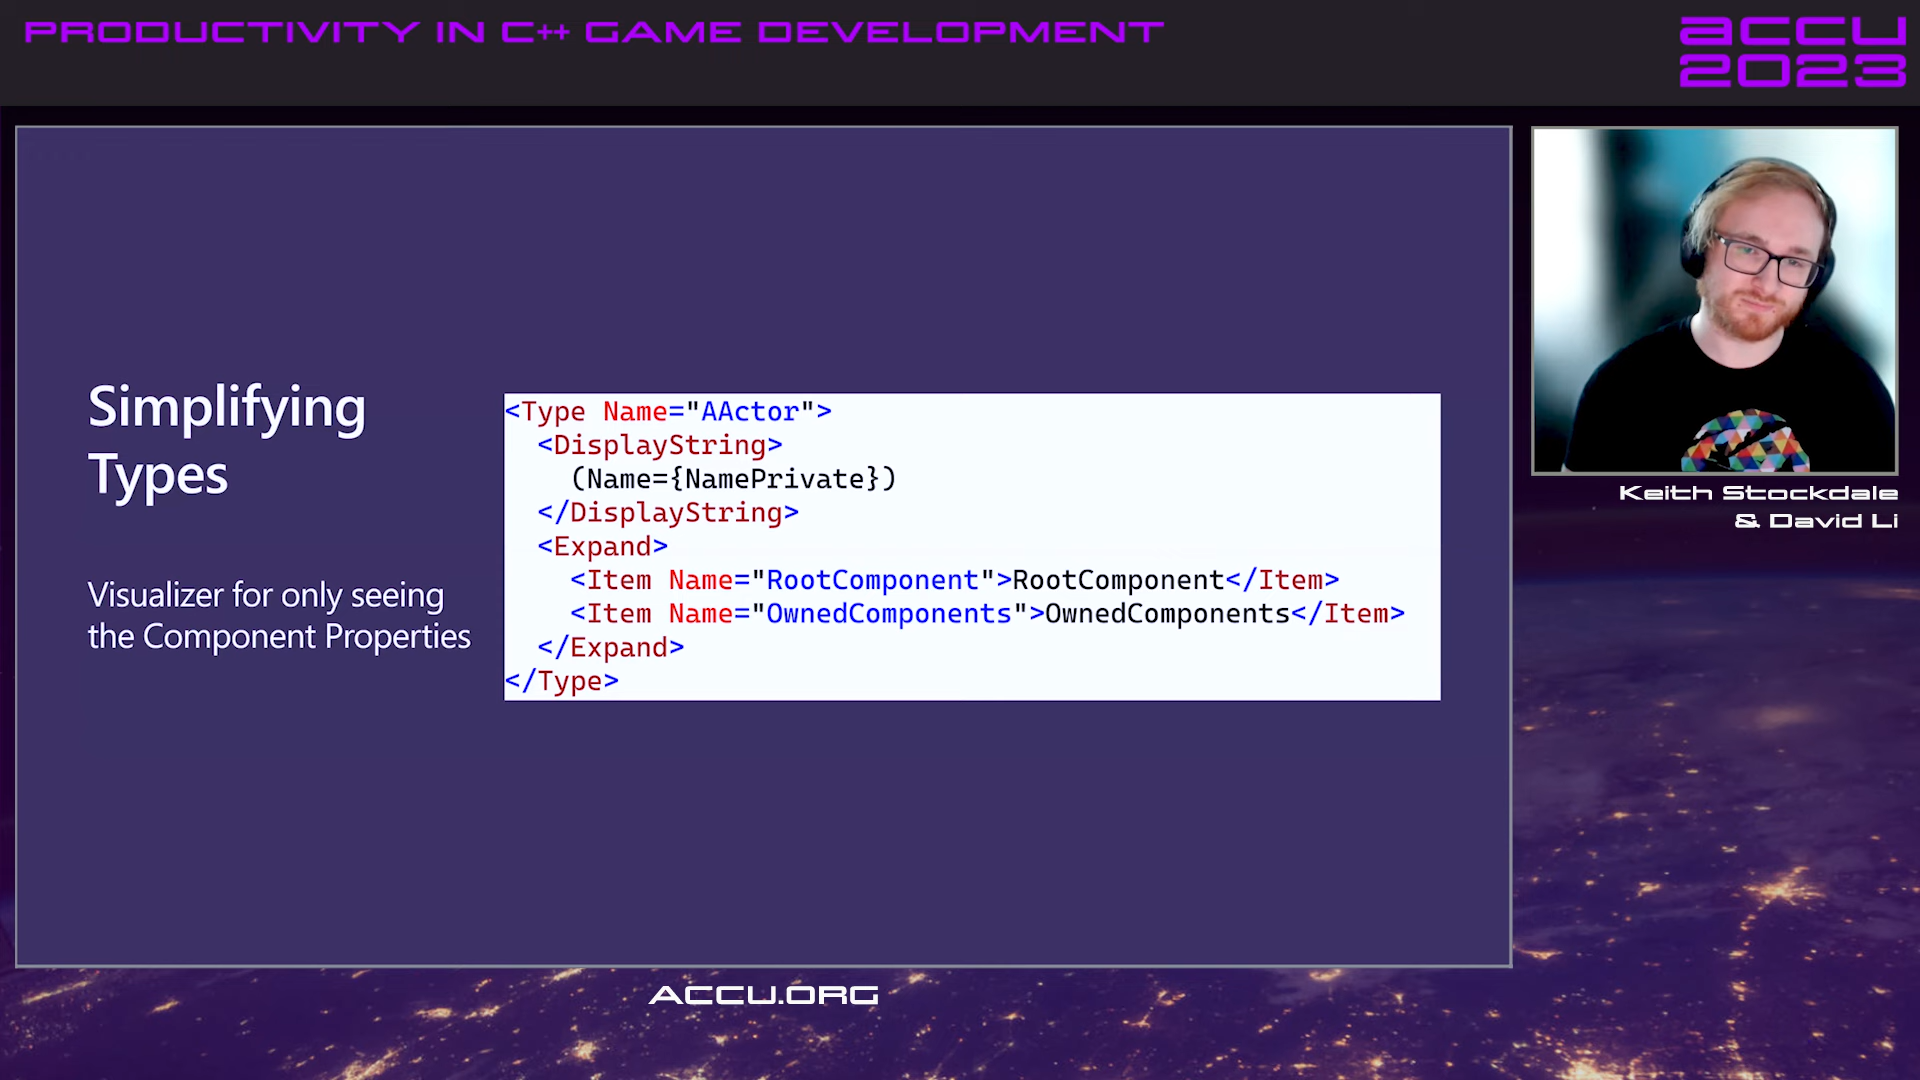 PRODUCTIVITY IN C++ GAME DEVELOPMENT
accu
2023
Simplifying
Types
Visualizer for only seeing
the Component Properties
<Type Name="AActor">
  <DisplayString>
    (Name={NamePrivate})
  </DisplayString>
  <Expand>
    <Item Name="RootComponent">RootComponent</Item>
    <Item Name="OwnedComponents">OwnedComponents</Item>
  </Expand>
</Type>
Keith Stockdale
& David Li
ACCU.ORG